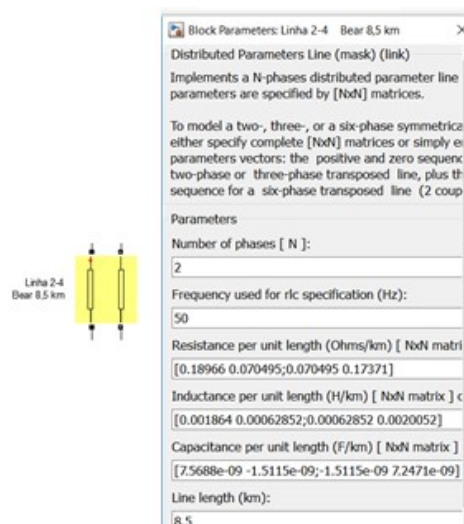 Block Parameters: Linha 2-4 Bear 8,5 km
Distributed Parameters Line (mask) (link)
Implements a N-phases distributed parameter line
parameters are specified by [NxN] matrices.
To model a two-, three-, or a six-phase symmetrica
either specify complete [NxN] matrices or simply e
parameters vectors: the positive and zero sequenc
two-phase or three-phase transposed line, plus th
sequence for a six-phase transposed line (2 coup
Parameters
Number of phases [ N ]:
2
Frequency used for rlc specification (Hz):
50
Resistance per unit length (Ohms/km) [ NxN matri
[0.18966 0.070495;0.070495 0.17371]
Inductance per unit length (H/km) [ NxN matrix ] o
[0.001864 0.00062852;0.00062852 0.0020052]
Capacitance per unit length (F/km) [ NxN matrix ]
[7.5688e-09 -1.5115e-09;-1.5115e-09 7.2471e-09]
Line length (km):
8.5
Linha 2-4
Bear 8,5 km